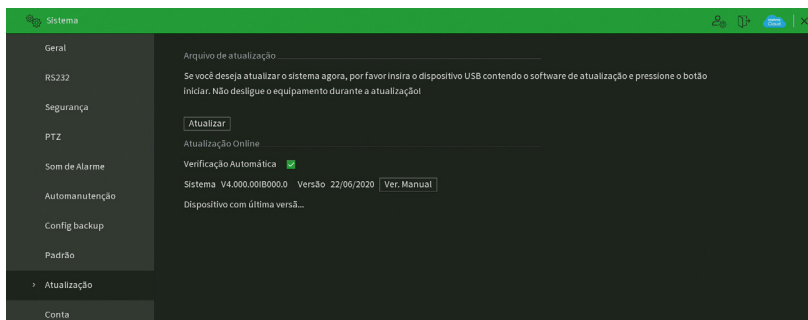 Sistema
Geral
RS232
Segurança
PTZ
Som de Alarme
Automanutenção
Config backup
Padrão
› Atualização
Conta
Arquivo de atualização
Se você deseja atualizar o sistema agora, por favor insira o dispositivo USB contendo o software de atualização e pressione o botão
iniciar. Não desligue o equipamento durante a atualização!
Atualizar
Atualização Online
Verificação Automática
Sistema V4.000.00IB000.0 Versão 22/06/2020 Ver. Manual
Dispositivo com última versã...